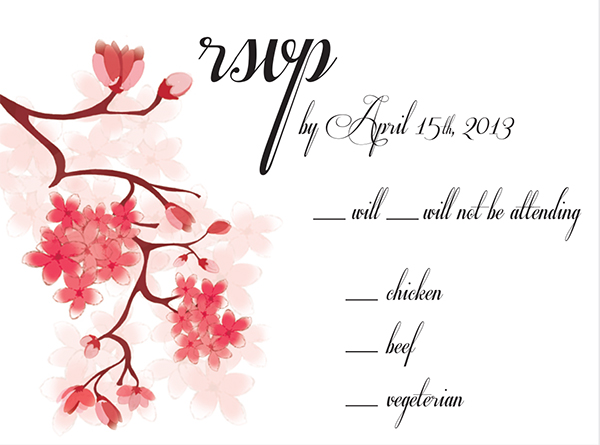 rsvp
by April 15th, 2013
___ will ___ will not be attending
___ chicken
___ beef
___ vegeterian